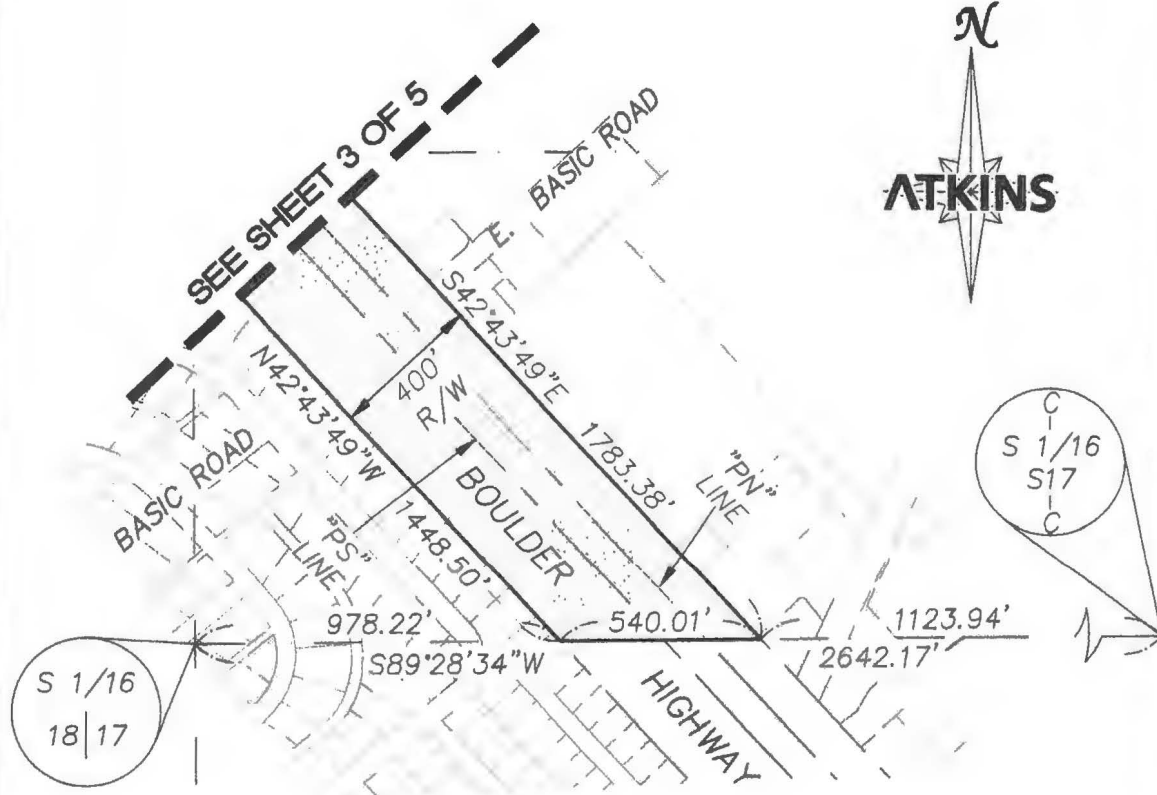 N
ATKINS
SEE SHEET 3 OF 5
E. BASIC ROAD
S42°43'49"E
1783.38'
400'
R/W
N42°43'49"W
1448.50'
BASIC ROAD
"PS"
LINE
BOULDER
"PN"
LINE
C
S 1/16
S17
C
978.22'
S89°28'34"W
540.01'
1123.94'
2642.17'
S 1/16
18|17
HIGHWAY